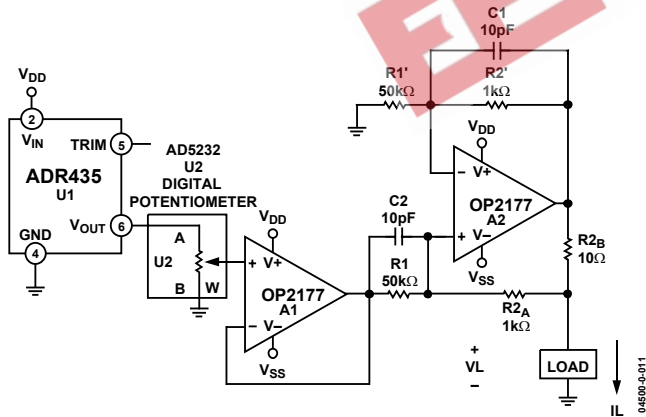 C1
10pF
R1'
50kΩ
R2'
1kΩ
VDD
2
VIN
TRIM
5
ADR435
U1
VOUT
6
GND
4
AD5232
U2
DIGITAL
POTENTIOMETER
A
U2
B
W
VDD
+
V+
OP2177
A1
−
V−
VSS
C2
10pF
R1
50kΩ
VDD
−
V+
OP2177
A2
+
V−
VSS
R2B
10Ω
R2A
1kΩ
+
VL
−
LOAD
IL
04500-0-011
EE